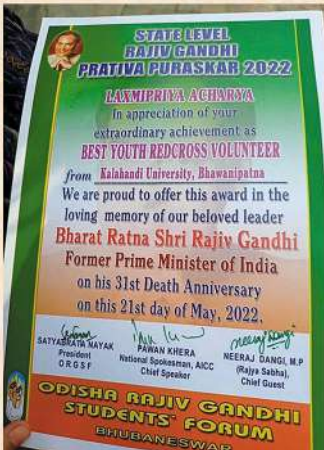 STATE LEVEL
RAJIV GANDHI
PRATIVA PURASKAR 2022
LAXMIPRIYA ACHARYA
In appreciation of your
extraordinary achievement as
BEST YOUTH REDCROSS VOLUNTEER
from Kalahandi University, Bhawanipatna
We are proud to offer this award in the
loving memory of our beloved leader
Bharat Ratna Shri Rajiv Gandhi
Former Prime Minister of India
on his 31st Death Anniversary
on this 21st day of May, 2022.
SATYABRATA NAYAK
President
O R G S F
PAWAN KHERA
National Spokesman, AICC
Chief Speaker
NEERAJ DANGI, M.P
(Rajya Sabha),
Chief Guest
ODISHA RAJIV GANDHI
STUDENTS' FORUM
BHUBANESWAR